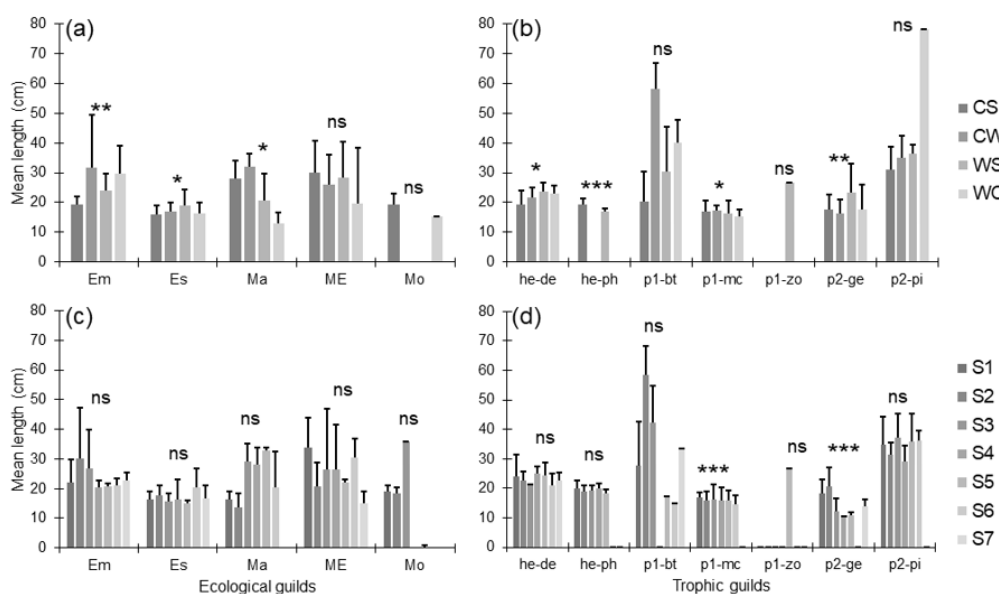 (a)
Mean length (cm)
80
70
60
50
40
30
20
10
0
**
*
*
ns
ns
Em Es Ma ME Mo
(b)
80
70
60
50
40
30
20
10
0
*
***
ns
*
ns
**
ns
he-de he-ph p1-bt p1-mc p1-zo p2-ge p2-pi
CS
CW
WS
(c)
Mean length (cm)
80
70
60
50
40
30
20
10
0
ns
ns
ns
ns
ns
Em Es Ma ME Mo
Ecological guilds
(d)
80
70
60
50
40
30
20
10
0
ns
ns
ns
***
ns
***
ns
he-de he-ph p1-bt p1-mc p1-zo p2-ge p2-pi
Trophic guilds
S1
S2
S3
S4
S5
S6
S7